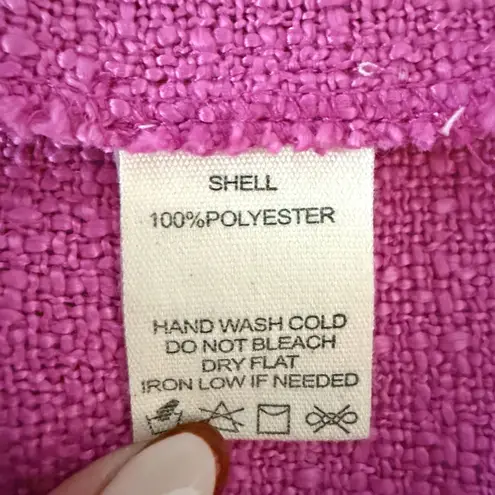 SHELL
100%POLYESTER
HAND WASH COLD
DO NOT BLEACH
DRY FLAT
IRON LOW IF NEEDED